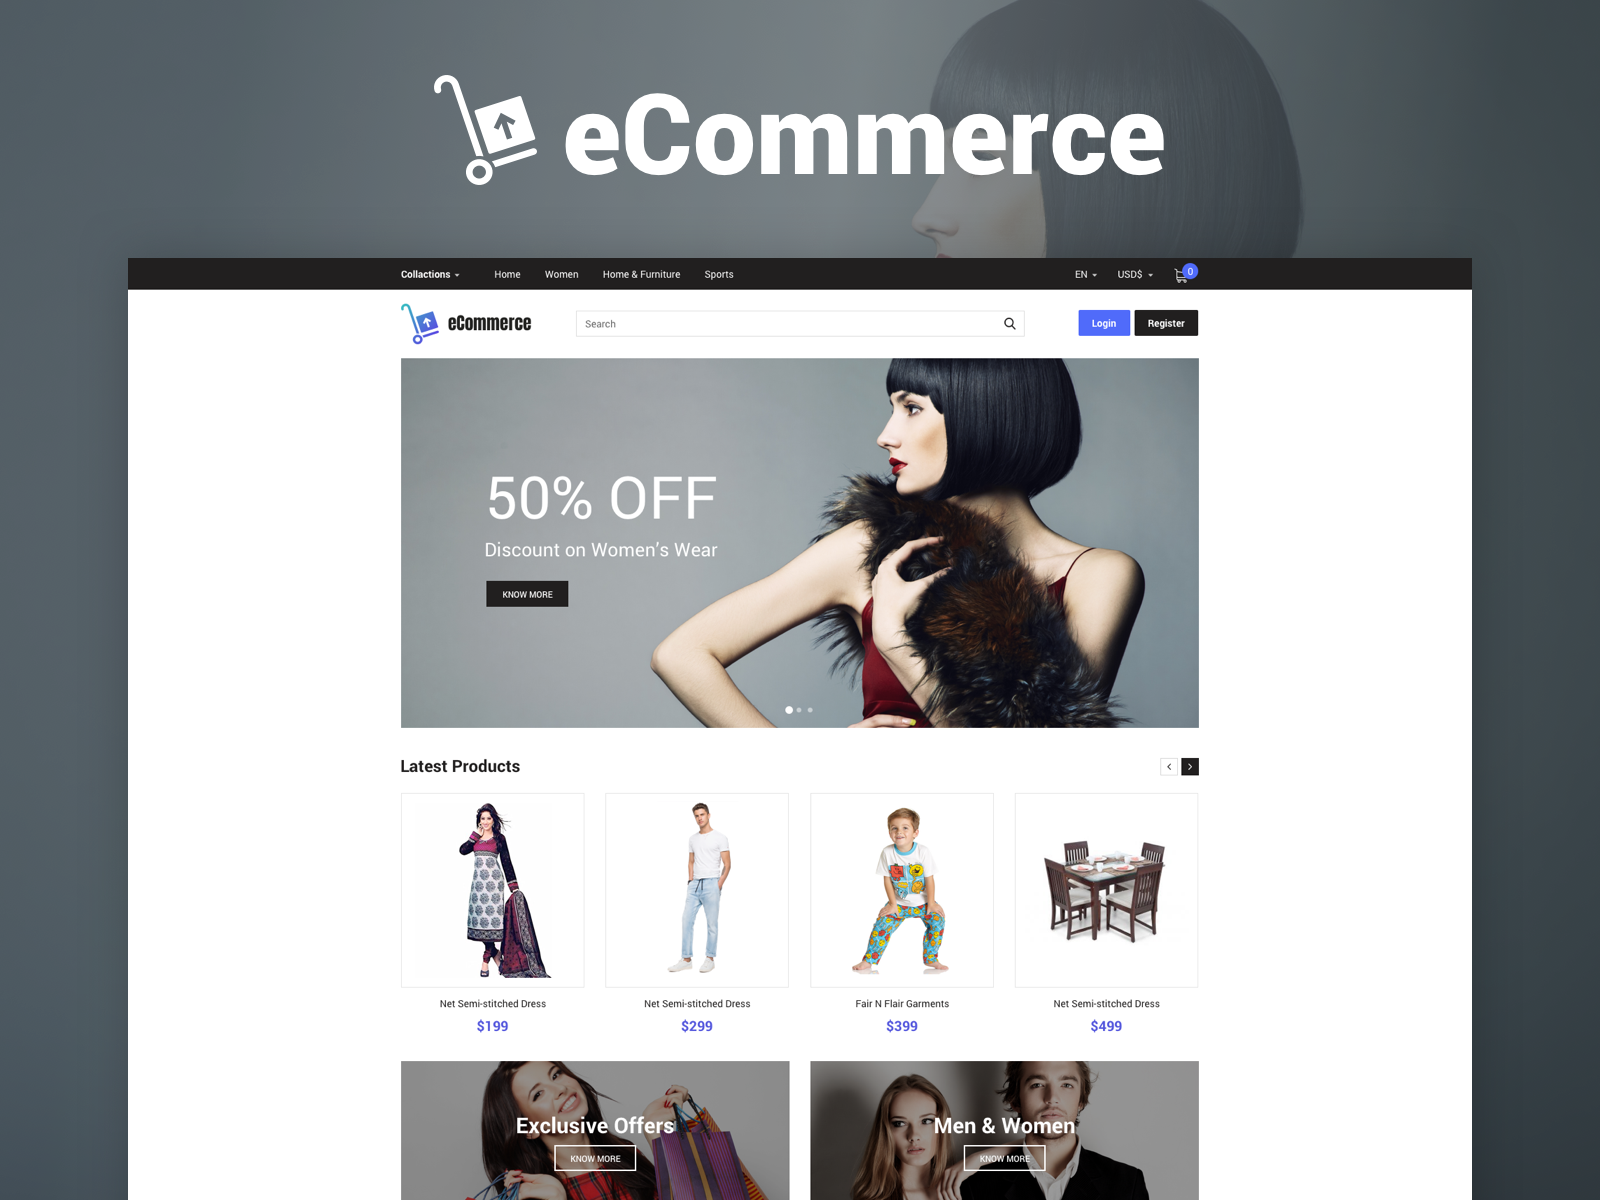 eCommerce
Collactions Home Women Home & Furniture Sports EN USD$ 0
eCommerce Search Login Register
50% OFF
Discount on Women's Wear
KNOW MORE
Latest Products
Net Semi-stitched Dress Net Semi-stitched Dress Fair N Flair Garments Net Semi-stitched Dress
$199 $299 $399 $499
Exclusive Offers Men & Women
KNOW MORE KNOW MORE